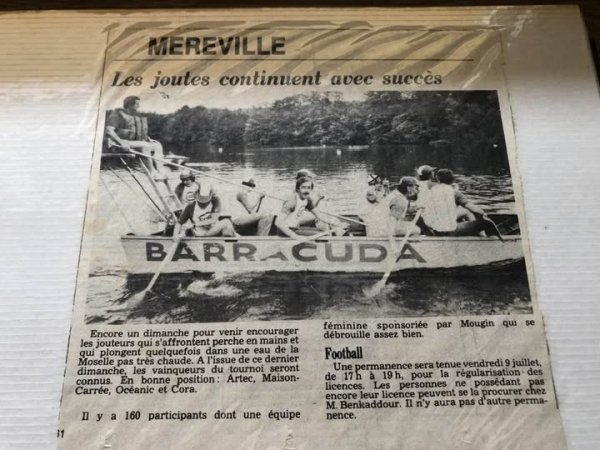 MEREVILLE
Les joutes continuent avec succès
BARRACUDA
Encore un dimanche pour venir encourager
les jouteurs qui s'affrontent perche en mains et
qui plongent quelquefois dans une eau de la
Moselle pas très chaude. A l'issue de ce dernier
dimanche, les vainqueurs du tournoi seront
connus. En bonne position : Artec, Maison-
Carrée, Océanic et Cora.
Il y a 160 participants dont une équipe
féminine sponsoriée par Mougin qui se
débrouille assez bien.
Football
Une permanence sera tenue vendredi 9 juillet,
de 17 h à 19 h, pour la régularisation des
licences. Les personnes ne possédant pas
encore leur licence peuvent se la procurer chez
M. Benkaddour. Il n'y aura pas d'autre perma-
nence.